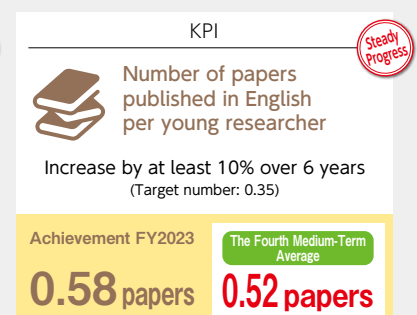 KPI
Steady
Progress
Number of papers
published in English
per young researcher
Increase by at least 10% over 6 years
(Target number: 0.35)
Achievement FY2023
0.58 papers
The Fourth Medium-Term
Average
0.52 papers